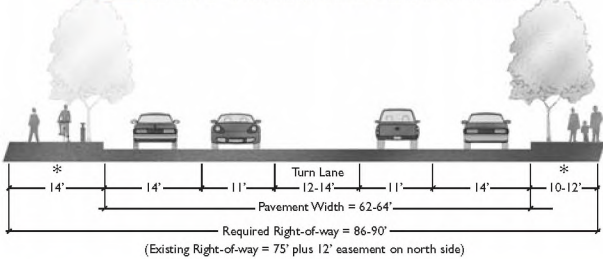 Turn Lane
* 14' 14' 11' 12-14' 11' 14' * 10-12'
Pavement Width = 62-64'
Required Right-of-way = 86-90'
(Existing Right-of-way = 75' plus 12' easement on north side)